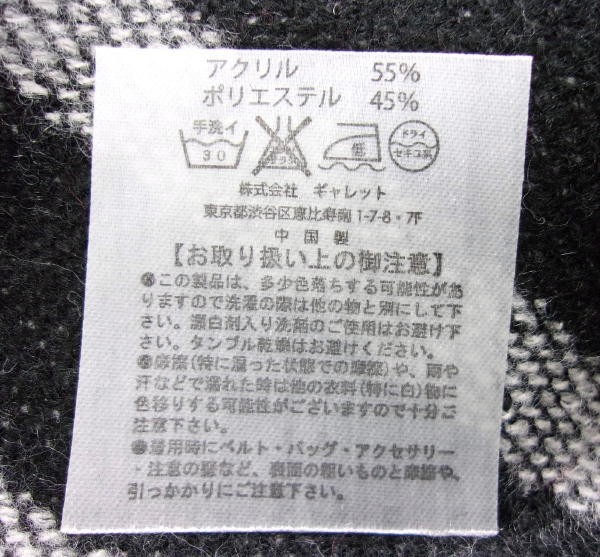 アクリル 55%
ポリエステル 45%
手洗イ
30
エンソサラシ
低
ドライ
セキユ系
株式会社 ギャレット
東京都渋谷区恵比寿南1-7-8・7F
中国製
【お取り扱い上の御注意】
※この製品は、多少色落ちする可能性があ
りますので洗濯の際は他の物と別にして下
さい。漂白剤入り洗剤のご使用はお避け下
さい。タンブル乾燥はお避けください。
摩擦(特に湿った状態での摩擦)や、雨や
汗などで濡れた時は他の衣料(特に白)物に
色移りする可能性がございますので十分ご
注意下さい。
着用時にベルト・バッグ・アクセサリー
・注意の壁など、表面の粗いものと摩擦や、
引っかかりにご注意下さい。